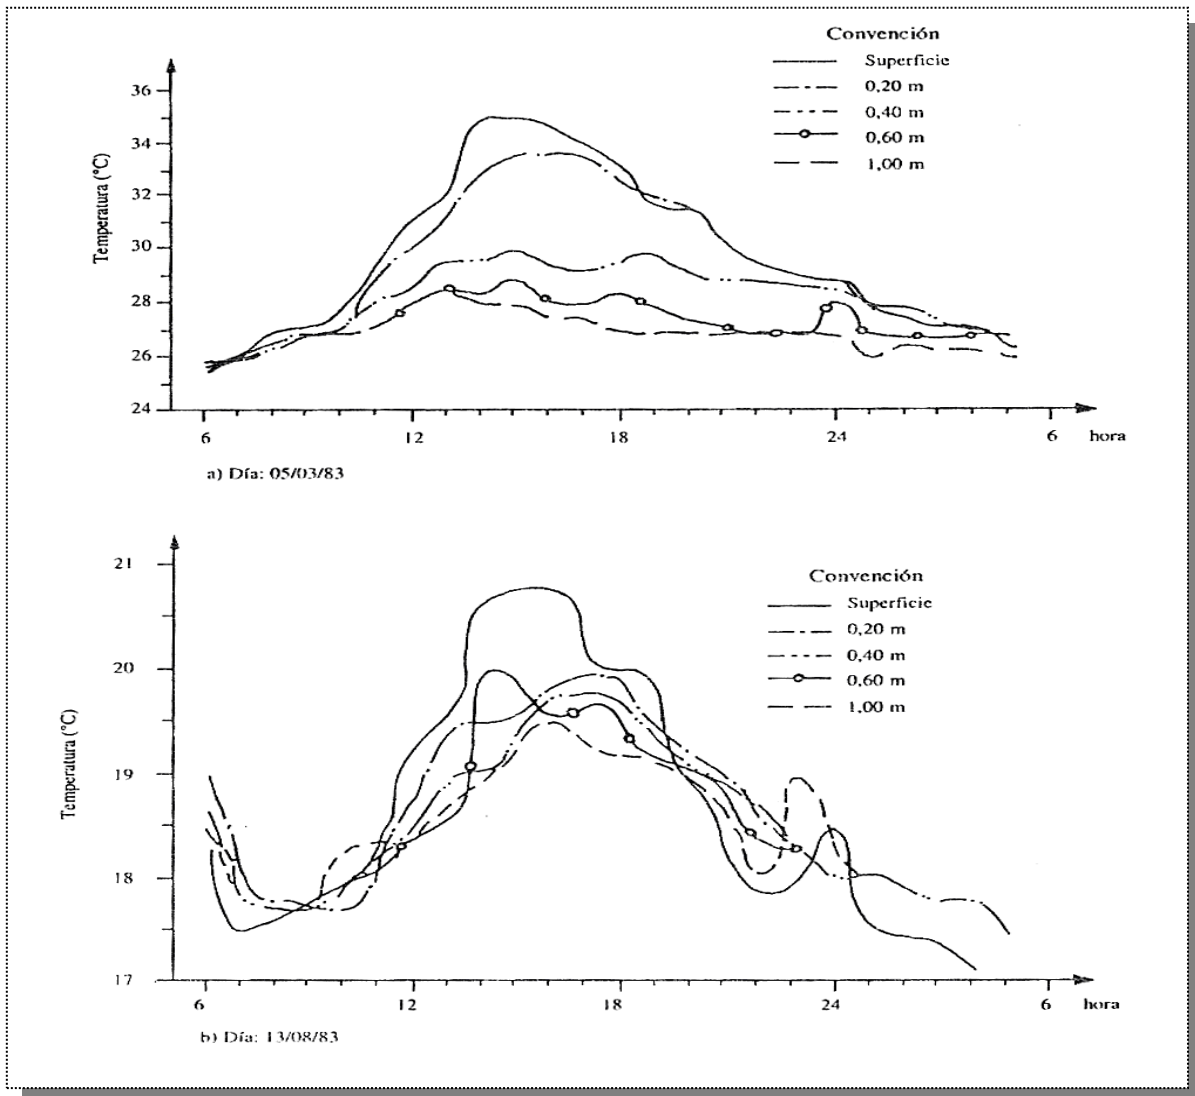 Convención
Superficie
0,20 m
0,40 m
0,60 m
1,00 m
Temperatura (°C)
36
34
32
30
28
26
24
6 12 18 24 6 hora
a) Día: 05/03/83
Convención
Superficie
0,20 m
0,40 m
0,60 m
1,00 m
Temperatura (°C)
21
20
19
18
17
6 12 18 24 6 hora
b) Día: 13/08/83